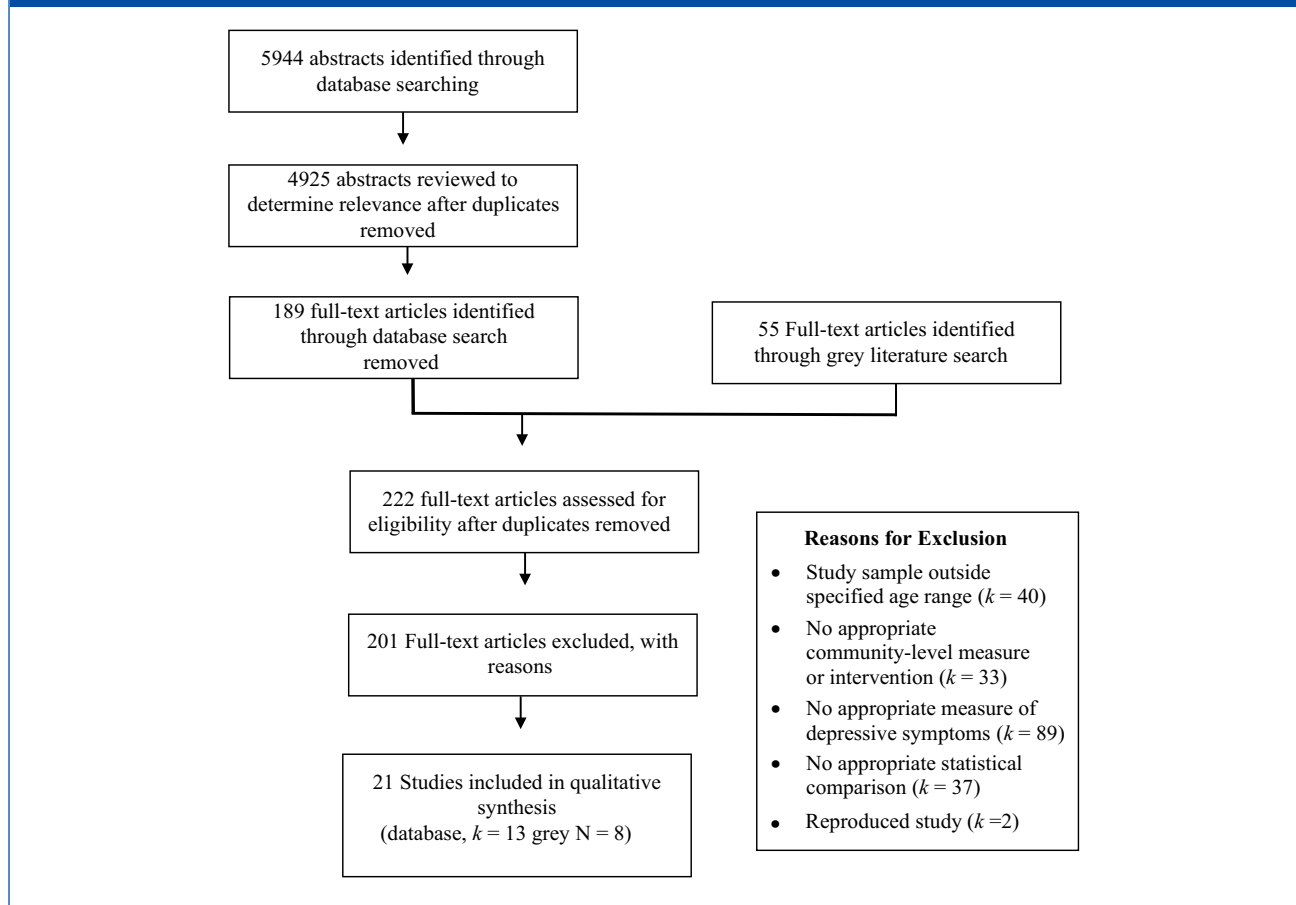 5944 abstracts identified through
database searching
4925 abstracts reviewed to
determine relevance after duplicates
removed
189 full-text articles identified
through database search
removed
55 Full-text articles identified
through grey literature search
222 full-text articles assessed for
eligibility after duplicates removed
201 Full-text articles excluded, with
reasons
21 Studies included in qualitative
synthesis
(database, k = 13 grey N = 8)
Reasons for Exclusion
• Study sample outside
specified age range (k = 40)
• No appropriate
community-level measure
or intervention (k = 33)
• No appropriate measure of
depressive symptoms (k = 89)
• No appropriate statistical
comparison (k = 37)
• Reproduced study (k =2)